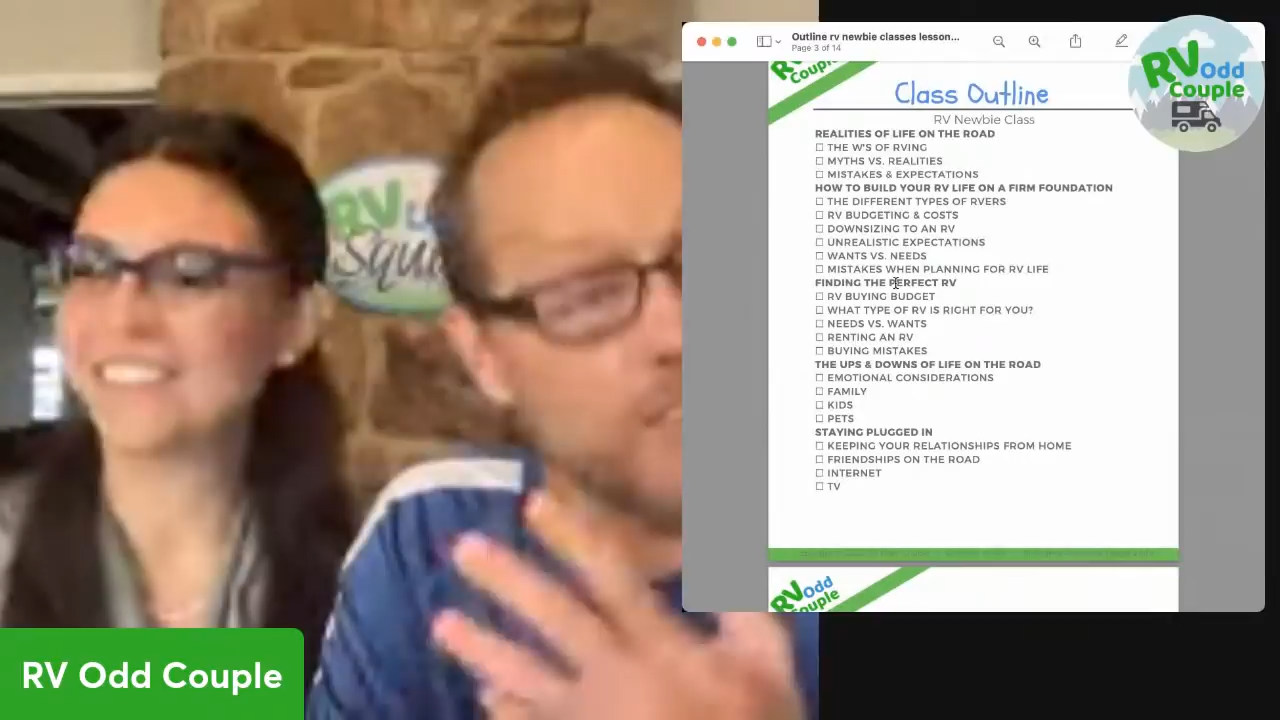 Outline rv newbie classes lesson...
Page 3 of 14
RV Odd
Couple
Couple
Class Outline
RV Newbie Class
REALITIES OF LIFE ON THE ROAD
☐ THE W'S OF RVING
☐ MYTHS VS. REALITIES
☐ MISTAKES & EXPECTATIONS
HOW TO BUILD YOUR RV LIFE ON A FIRM FOUNDATION
☐ THE DIFFERENT TYPES OF RVERS
☐ RV BUDGETING & COSTS
☐ DOWNSIZING TO AN RV
☐ UNREALISTIC EXPECTATIONS
☐ WANTS VS. NEEDS
☐ MISTAKES WHEN PLANNING FOR RV LIFE
FINDING THE PERFECT RV
☐ RV BUYING BUDGET
☐ WHAT TYPE OF RV IS RIGHT FOR YOU?
☐ NEEDS VS. WANTS
☐ RENTING AN RV
☐ BUYING MISTAKES
THE UPS & DOWNS OF LIFE ON THE ROAD
☐ EMOTIONAL CONSIDERATIONS
☐ FAMILY
☐ KIDS
☐ PETS
STAYING PLUGGED IN
☐ KEEPING YOUR RELATIONSHIPS FROM HOME
☐ FRIENDSHIPS ON THE ROAD
☐ INTERNET
☐ TV
RV Odd
Couple
RV
RV Odd Couple